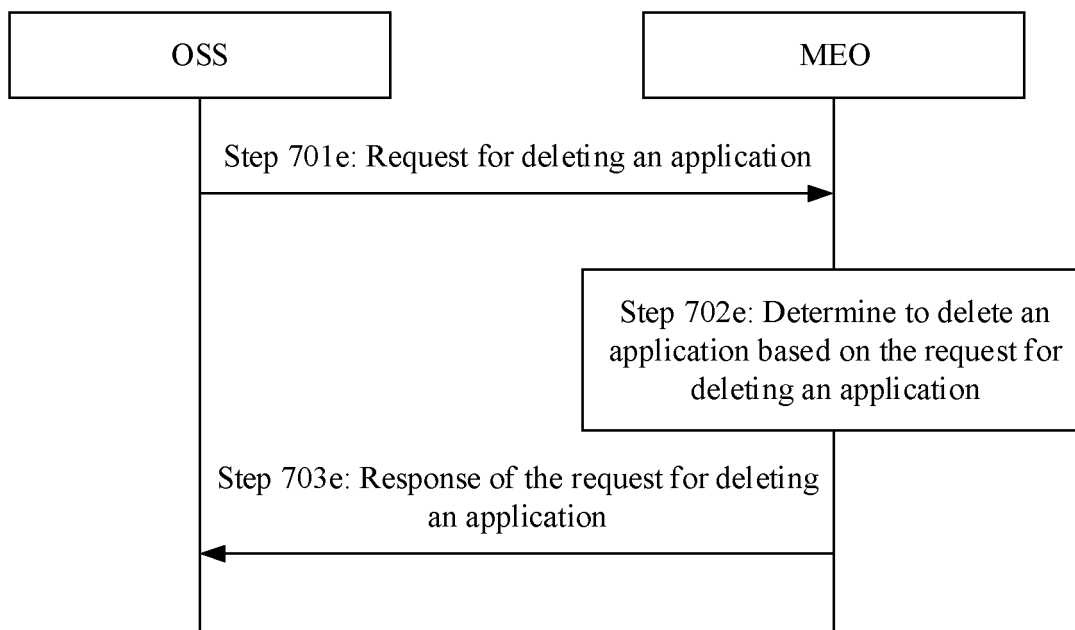 OSS
MEO
Step 701e: Request for deleting an application
Step 702e: Determine to delete an
application based on the request for
deleting an application
Step 703e: Response of the request for deleting
an application